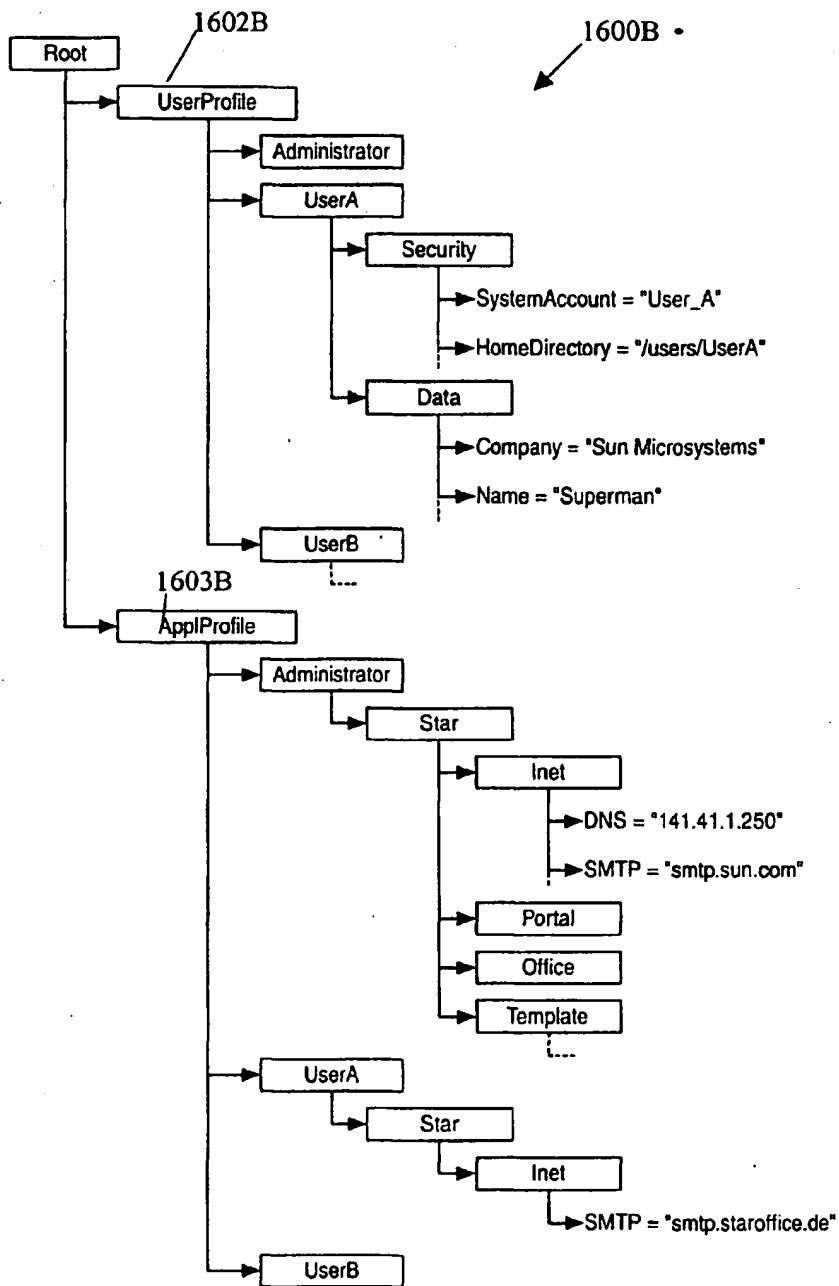 1602B
1600B
Root
UserProfile
Administrator
UserA
Security
SystemAccount = "User_A"
HomeDirectory = "/users/UserA"
Data
Company = "Sun Microsystems"
Name = "Superman"
UserB
1603B
ApplProfile
Administrator
Star
Inet
DNS = "141.41.1.250"
SMTP = "smtp.sun.com"
Portal
Office
Template
UserA
Star
Inet
SMTP = "smtp.staroffice.de"
UserB